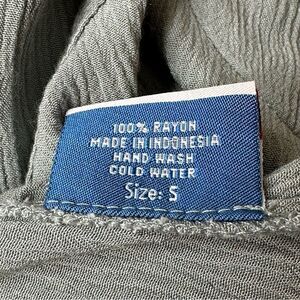 100% RAYON
MADE IN INDONESIA
HAND WASH
COLD WATER
Size: S